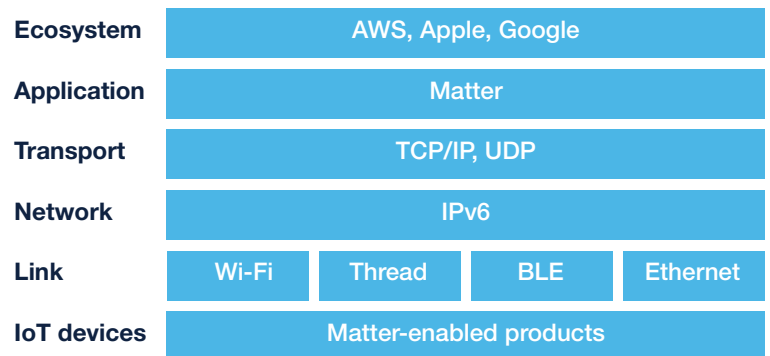 Ecosystem AWS, Apple, Google
Application Matter
Transport TCP/IP, UDP
Network IPv6
Link Wi-Fi Thread BLE Ethernet
IoT devices Matter-enabled products